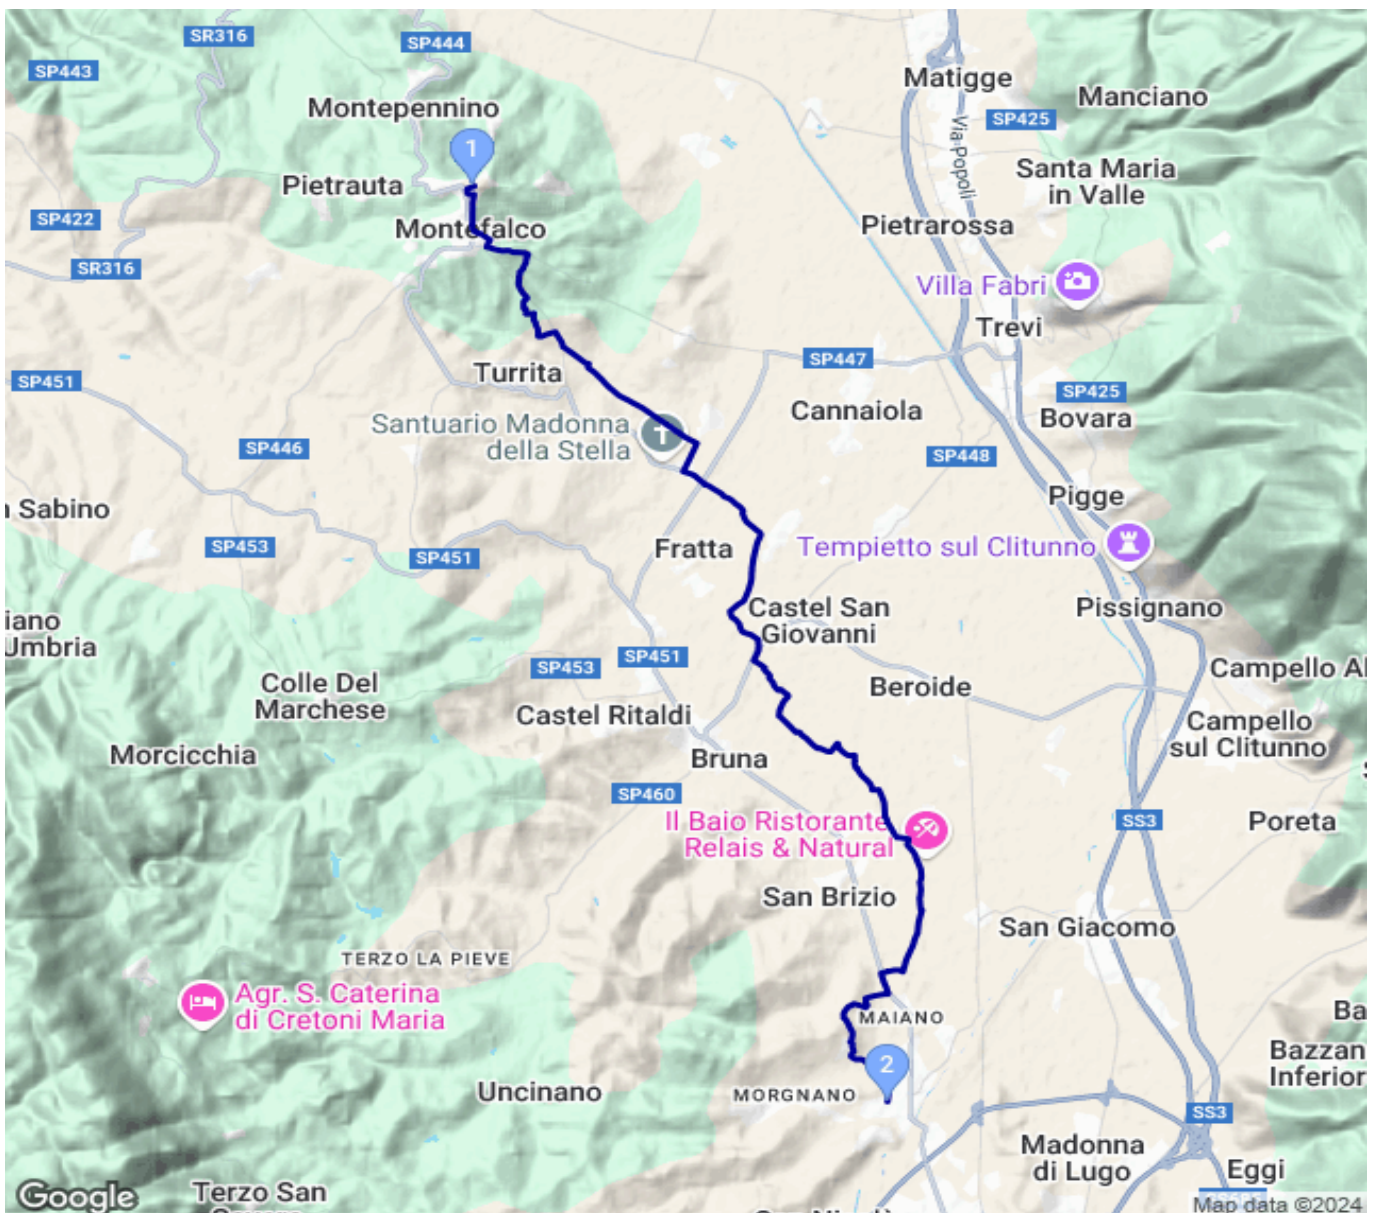 SR316
SP444
SP443
Matigge
Manciano
Montepennino
SP425
Via Popoli
1
Santa Maria
in Valle
Pietrauta
SP422
Montefalco
Pietrarossa
SR316
Villa Fabri
Trevi
SP447
Turrita
SP451
SP425
Cannaiola
Bovara
Santuario Madonna
della Stella
SP446
SP448
Pigge
Sabino
SP453
SP451
Fratta
Tempietto sul Clitunno
Castel San
Giovanni
Pissignano
iano
Umbria
SP453
SP451
Campello Al
Colle Del
Marchese
Beroide
Castel Ritaldi
Campello
sul Clitunno
Morcicchia
Bruna
SP460
Il Baio Ristorante
Relais & Natural
SS3
Poreta
San Brizio
San Giacomo
TERZO LA PIEVE
Agr. S. Caterina
di Cretoni Maria
MAIANO
Ba
Bazzan
Inferior
2
Uncinano
MORGNANO
SS3
Madonna
di Lugo
Eggi
Google
Terzo San
Map data ©2024